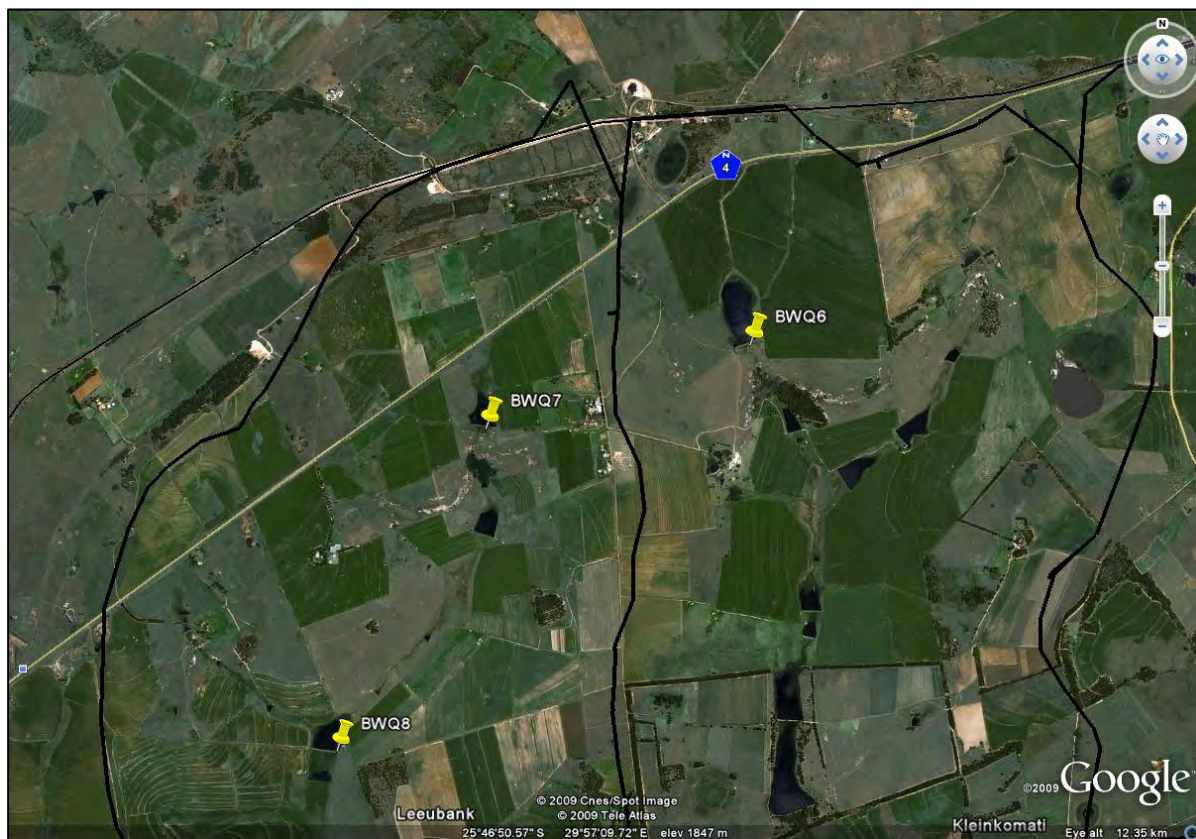 N
N
4
BWQ6
BWQ7
BWQ8
Leeubank
Kleinkomati
© 2009 Cnes/Spot Image
© 2009 Tele Atlas
©2009 Google
25°46'50.57" S 29°57'09.72" E elev 1847 m
Eye alt 12.35 km